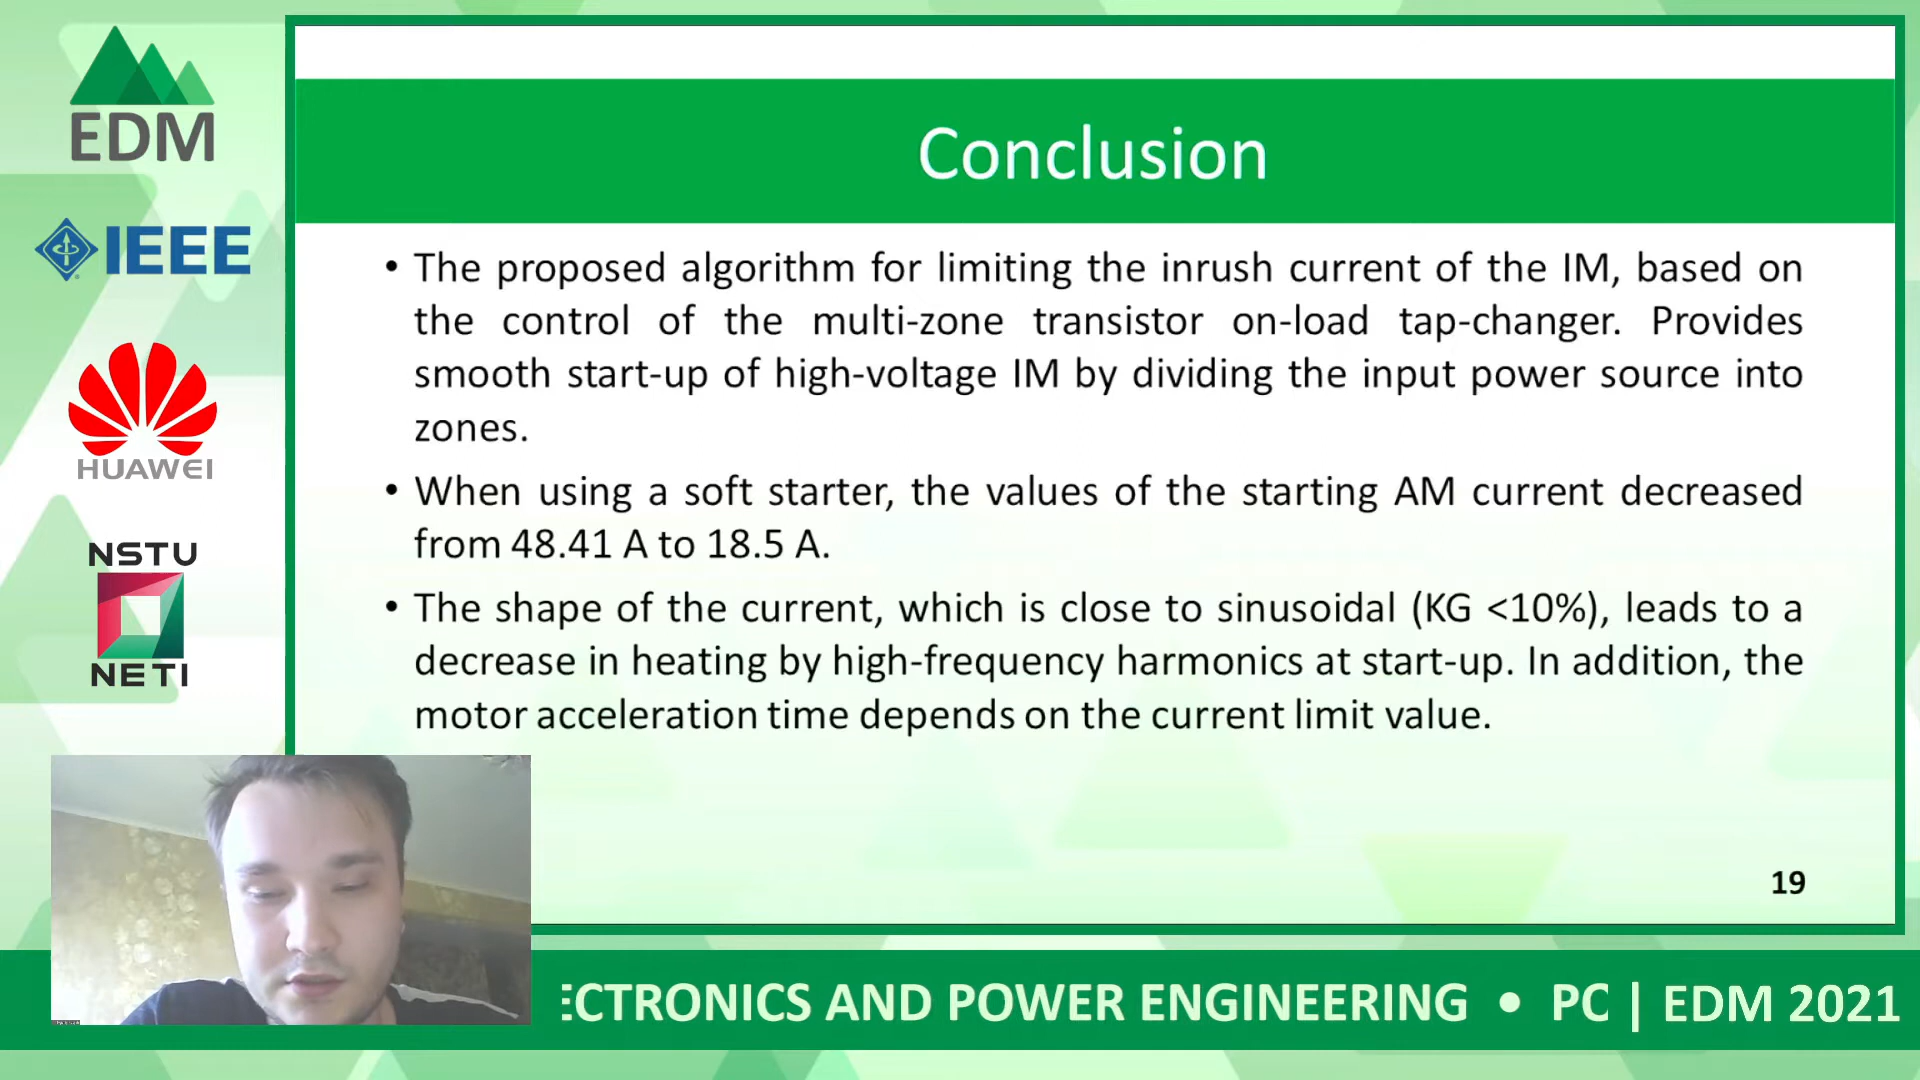 EDM
IEEE
HUAWEI
NSTU
NETI
Conclusion
• The proposed algorithm for limiting the inrush current of the IM, based on
the control of the multi-zone transistor on-load tap-changer. Provides
smooth start-up of high-voltage IM by dividing the input power source into
zones.
• When using a soft starter, the values of the starting AM current decreased
from 48.41 A to 18.5 A.
• The shape of the current, which is close to sinusoidal (KG <10%), leads to a
decrease in heating by high-frequency harmonics at start-up. In addition, the
motor acceleration time depends on the current limit value.
19
ECTRONICS AND POWER ENGINEERING • PC | EDM 2021